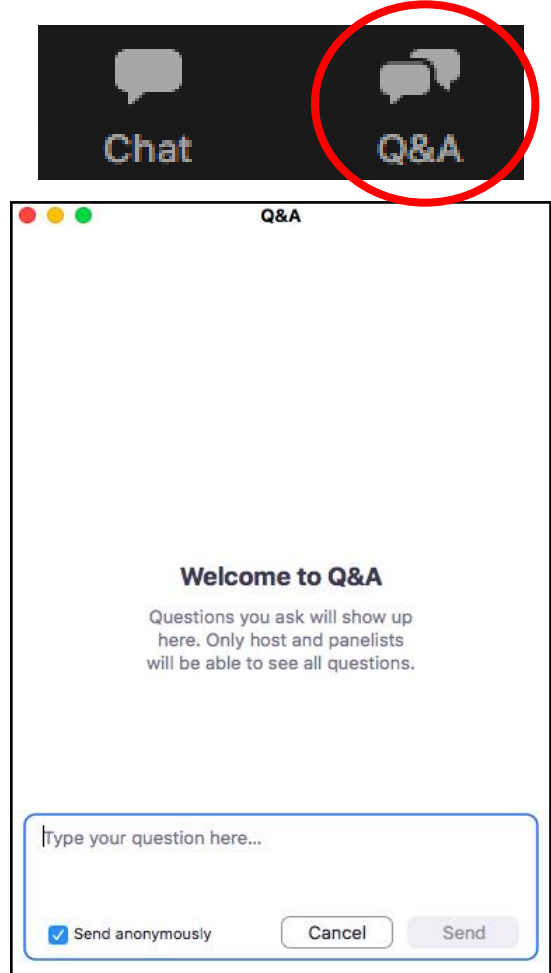 Chat Q&A
Q&A
Welcome to Q&A
Questions you ask will show up
here. Only host and panelists
will be able to see all questions.
Type your question here...
Send anonymously Cancel Send